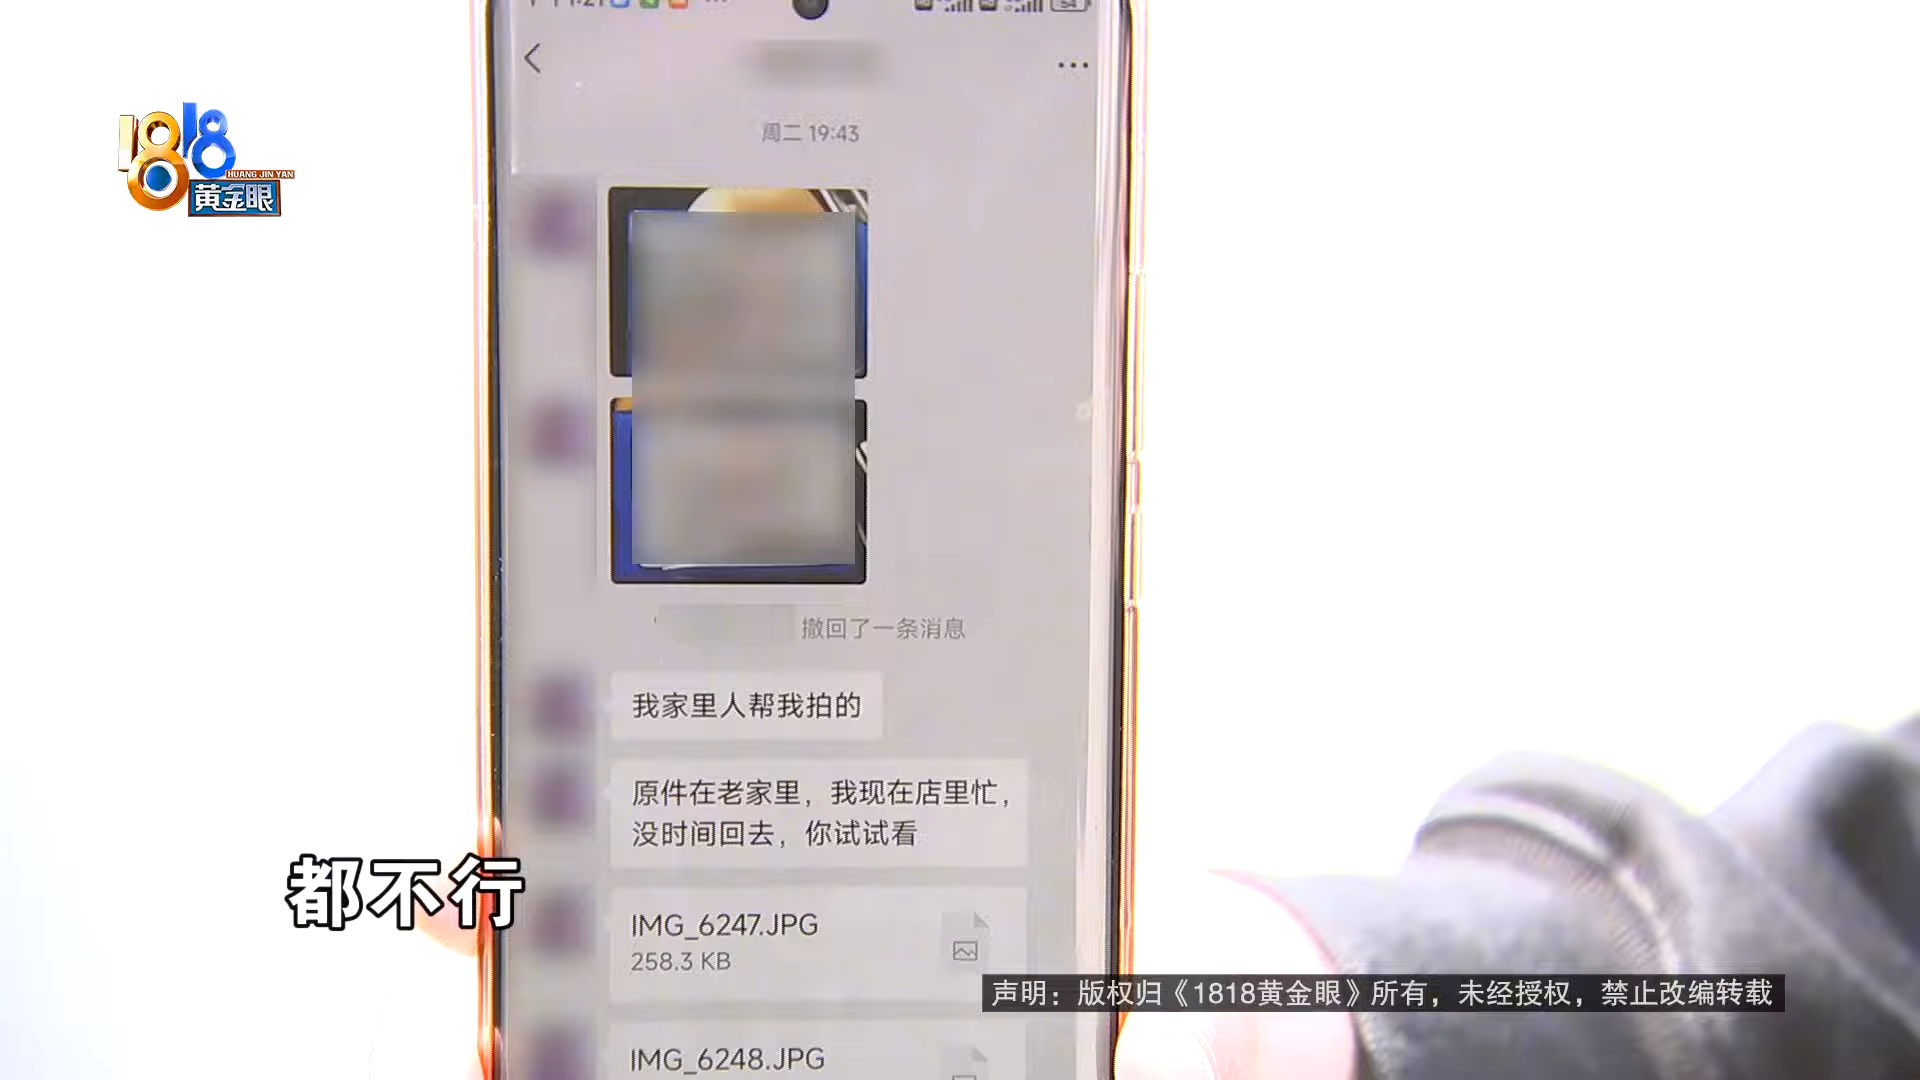 1818
HUANG JIN YAN
黄金眼
周二 19:43
撤回了一条消息
我家里人帮我拍的
原件在老家里，我现在店里忙，
没时间回去，你试试看
都不行
IMG_6247.JPG
258.3 KB
声明：版权归《1818黄金眼》所有，未经授权，禁止改编转载
IMG_6248.JPG